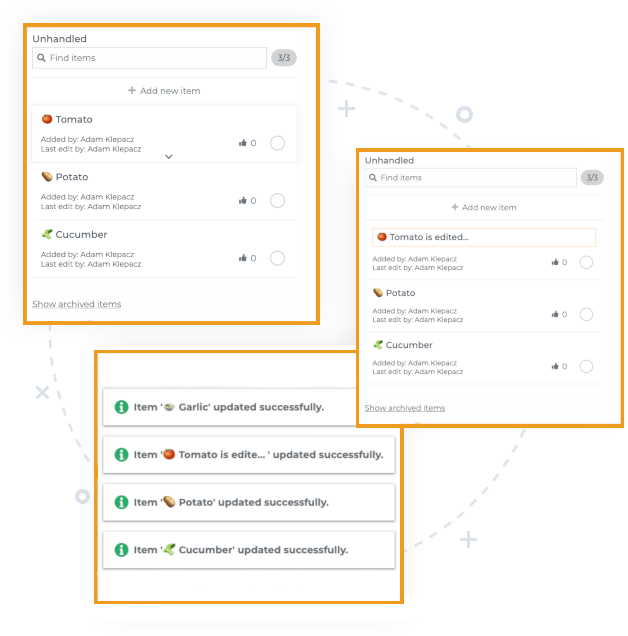 Unhandled
Find items
3/3
Add new item
Tomato
Added by: Adam Klepacz
Last edit by: Adam Klepacz
0
Potato
Added by: Adam Klepacz
Last edit by: Adam Klepacz
0
Cucumber
Added by: Adam Klepacz
Last edit by: Adam Klepacz
0
Show archived items
Unhandled
Find items
3/3
Add new item
Tomato is edited...
Added by: Adam Klepacz
Last edit by: Adam Klepacz
0
Potato
Added by: Adam Klepacz
Last edit by: Adam Klepacz
0
Cucumber
Added by: Adam Klepacz
Last edit by: Adam Klepacz
0
Show archived items
Item '🥣 Garlic' updated successfully.
Item '🍅 Tomato is edite... ' updated successfully.
Item '🥔 Potato' updated successfully.
Item '🥒 Cucumber' updated successfully.